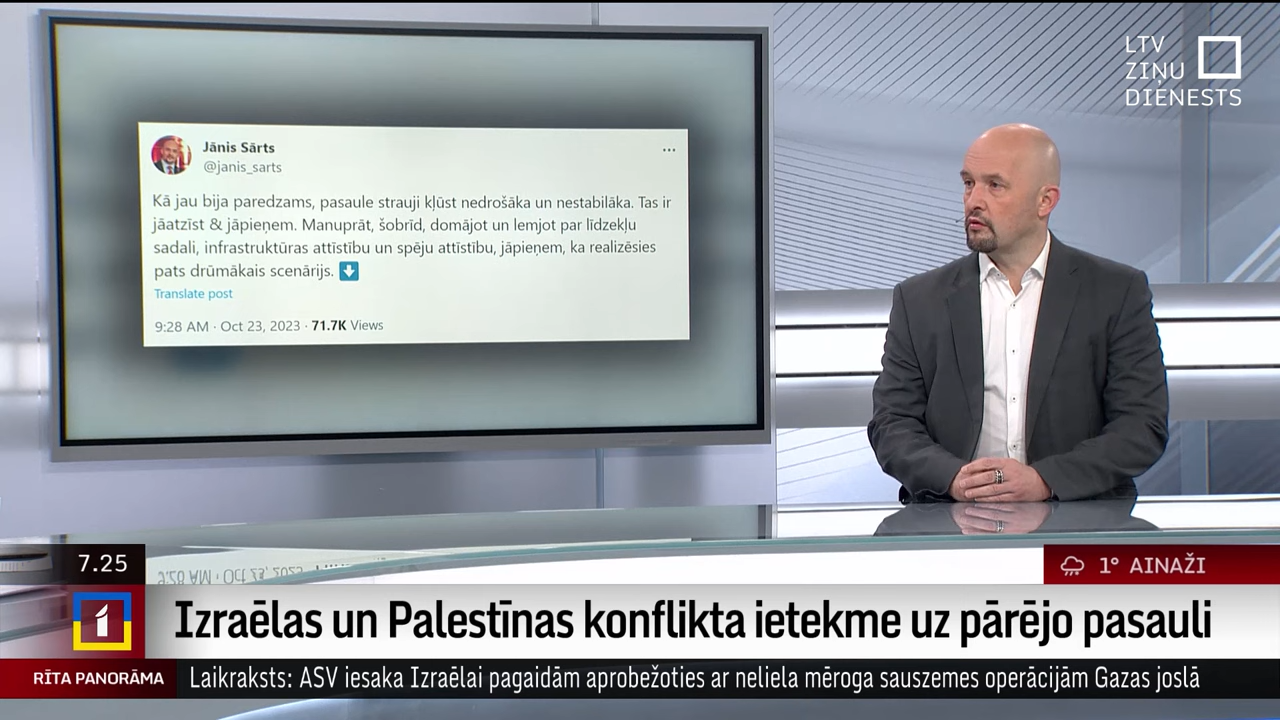 LTV
ZIŅU
DIENESTS
Jānis Sārts
@janis_sarts
Kā jau bija paredzams, pasaule strauji kļūst nedrošāka un nestabilāka. Tas ir
jāatzīst & jāpieņem. Manuprāt, šobrīd, domājot un lemjot par līdzekļu
sadali, infrastruktūras attīstību un spēju attīstību, jāpieņem, ka realizēsies
pats drūmākais scenārijs.
Translate post
9:28 AM · Oct 23, 2023 · 71.7K Views
7.25
1° AINAŽI
1
Izraēlas un Palestīnas konflikta ietekme uz pārējo pasauli
RĪTA PANORĀMA
Laikraksts: ASV iesaka Izraēlai pagaidām aprobežoties ar neliela mēroga sauszemes operācijām Gazas joslā